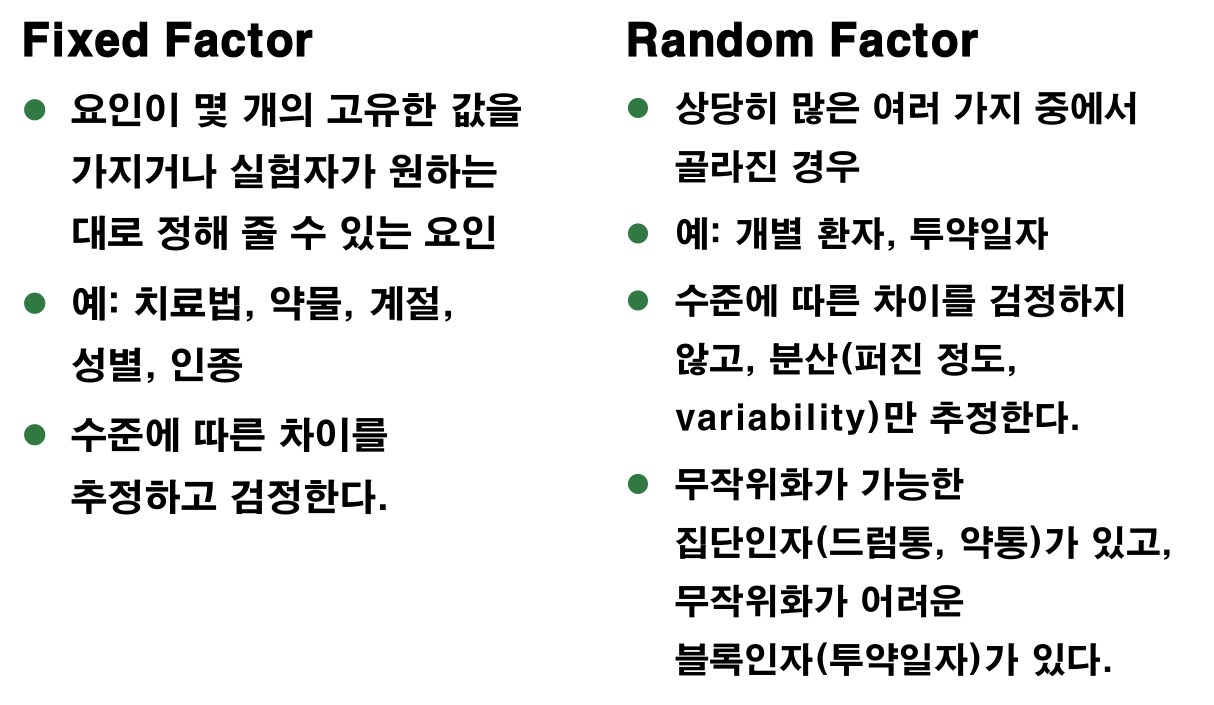 Fixed Factor
● 요인이 몇 개의 고유한 값을
가지거나 실험자가 원하는
대로 정해 줄 수 있는 요인
● 예: 치료법, 약물, 계절,
성별, 인종
● 수준에 따른 차이를
추정하고 검정한다.
Random Factor
● 상당히 많은 여러 가지 중에서
골라진 경우
● 예: 개별 환자, 투약일자
● 수준에 따른 차이를 검정하지
않고, 분산(퍼진 정도,
variability)만 추정한다.
● 무작위화가 가능한
집단인자(드럼통, 약통)가 있고,
무작위화가 어려운
블록인자(투약일자)가 있다.